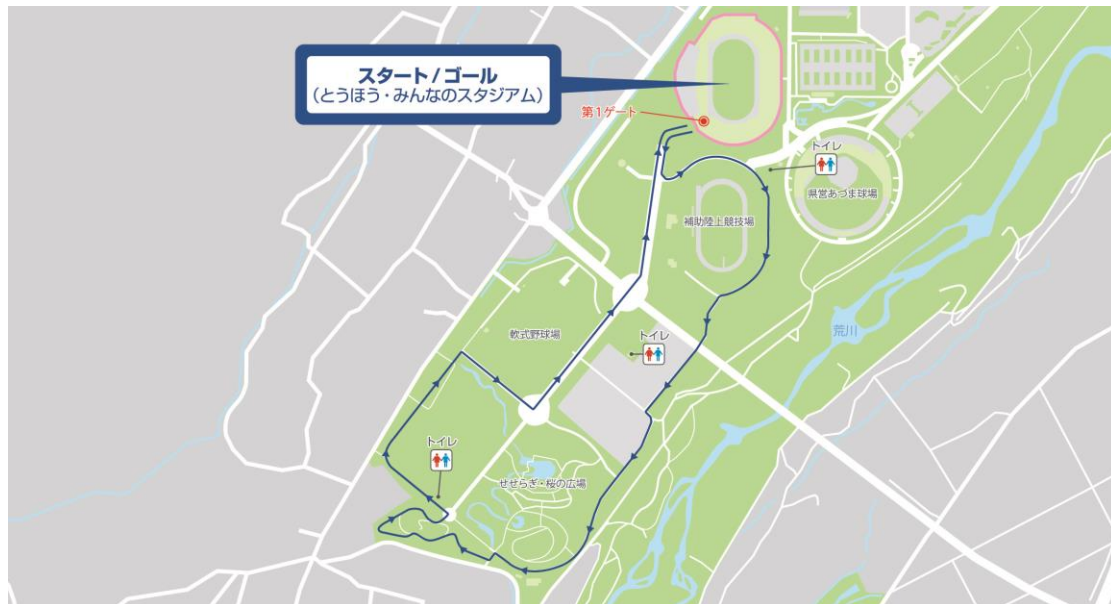 スタート/ゴール
(とうほう・みんなのスタジアム)
第1ゲート
トイレ
県営あづま球場
補助陸上競技場
荒川
軟式野球場
トイレ
トイレ
せせらぎ・桜の広場